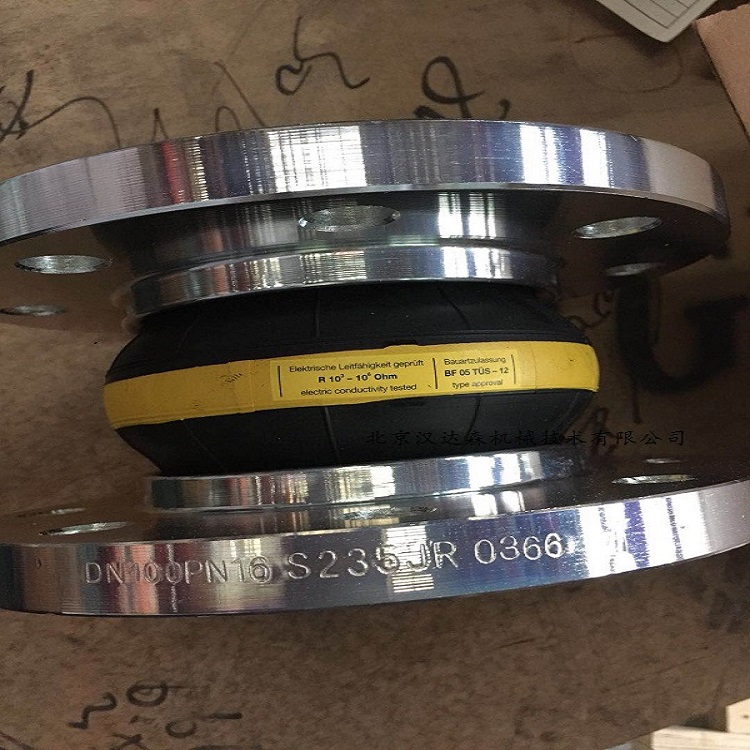 Elektrische Leitfähigkeit geprüft
R 10³ – 10⁶ Ohm
electric conductivity tested
Bauartzulassung
BF 05 TÜS – 12
type approval
北京汉达森机械技术有限公司
DN100PN16 S235JR 0366